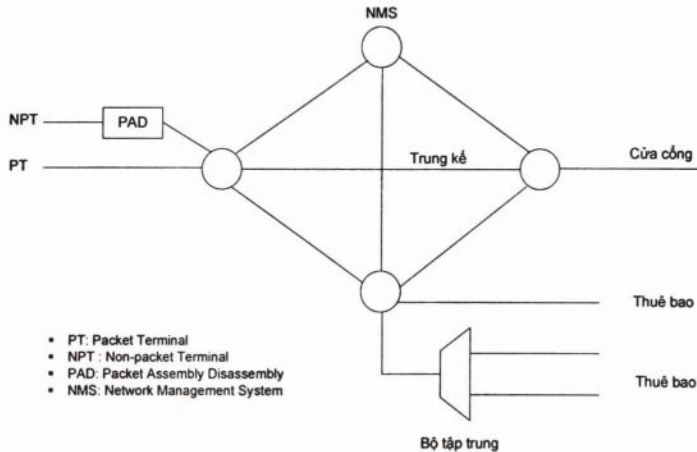 NMS
NPT
PAD
PT
Trung kế
Cửa cổng
Thuê bao
• PT: Packet Terminal
• NPT : Non-packet Terminal
• PAD: Packet Assembly Disassembly
• NMS: Network Management System
Thuê bao
Bộ tập trung